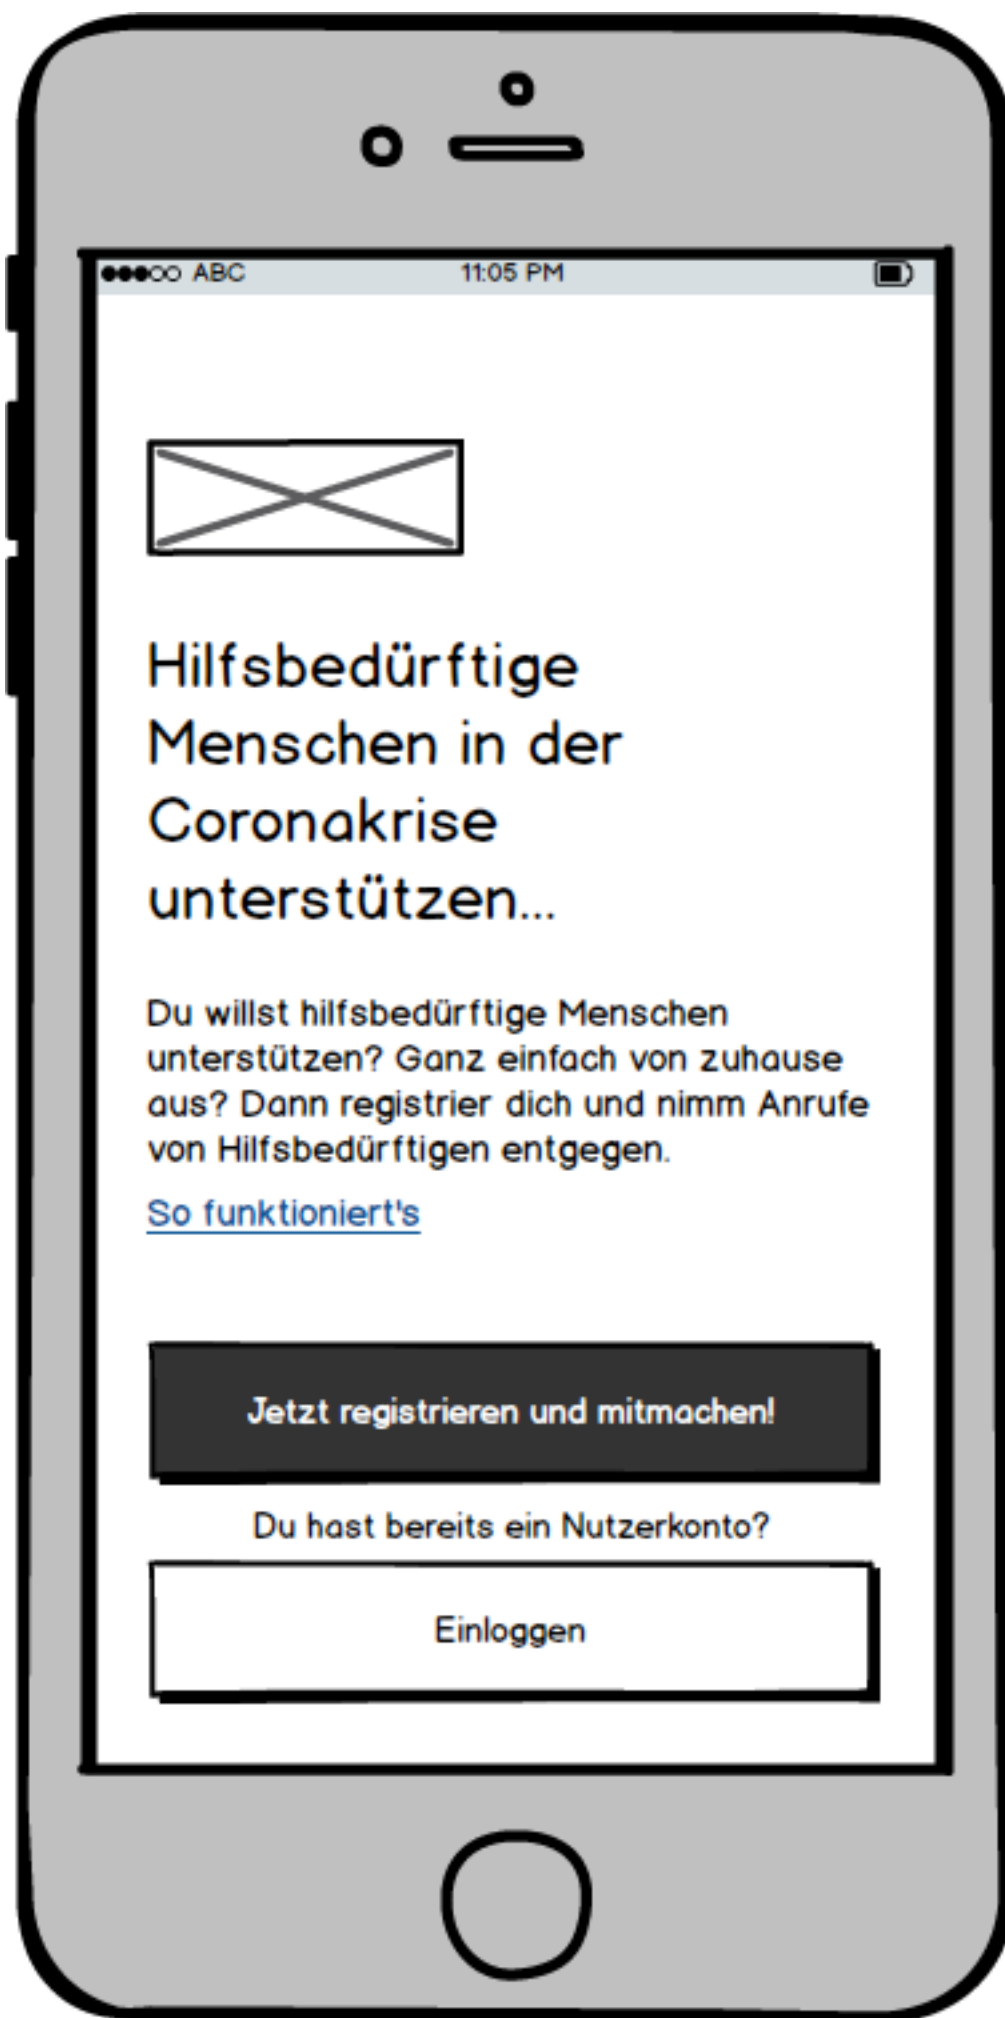 ABC 11:05 PM
Hilfsbedürftige
Menschen in der
Coronakrise
unterstützen...
Du willst hilfsbedürftige Menschen
unterstützen? Ganz einfach von zuhause
aus? Dann registrier dich und nimm Anrufe
von Hilfsbedürftigen entgegen.
So funktioniert's
Jetzt registrieren und mitmachen!
Du hast bereits ein Nutzerkonto?
Einloggen